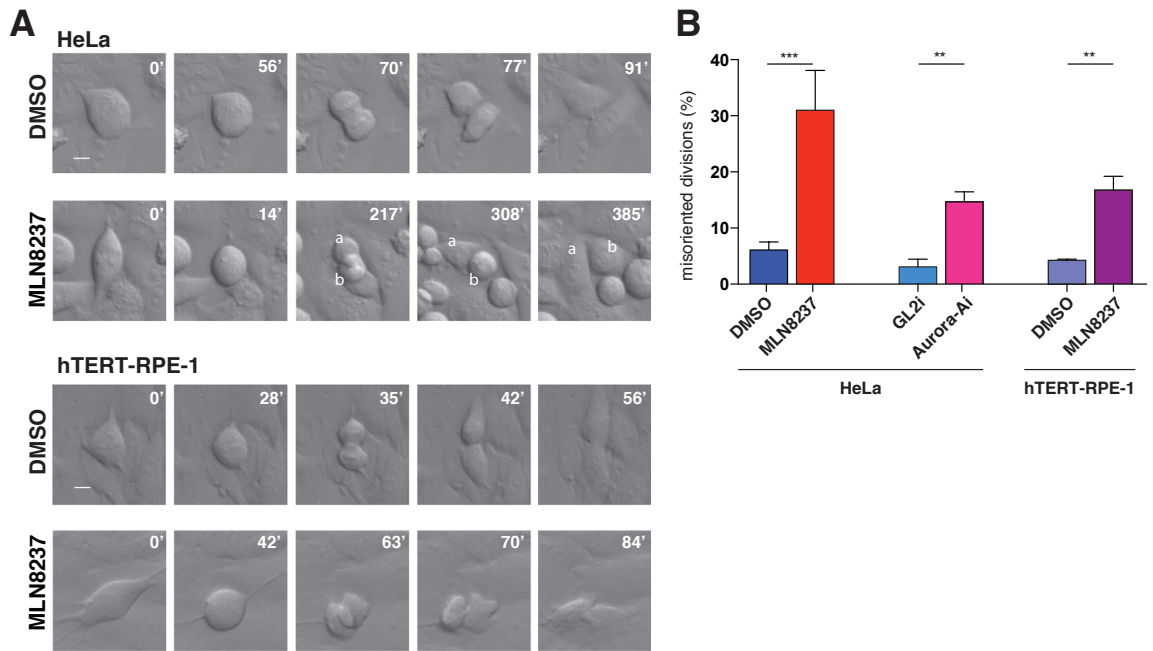 A
HeLa
DMSO
0’ 56’ 70’ 77’ 91’
MLN8237
0’ 14’ 217’ 308’ 385’
a b a b a b
hTERT-RPE-1
DMSO
0’ 28’ 35’ 42’ 56’
MLN8237
0’ 42’ 63’ 70’ 84’
B
misoriented divisions (%)
40
30
20
10
0
*** ** **
DMSO MLN8237 GL2i Aurora-Ai DMSO MLN8237
HeLa hTERT-RPE-1